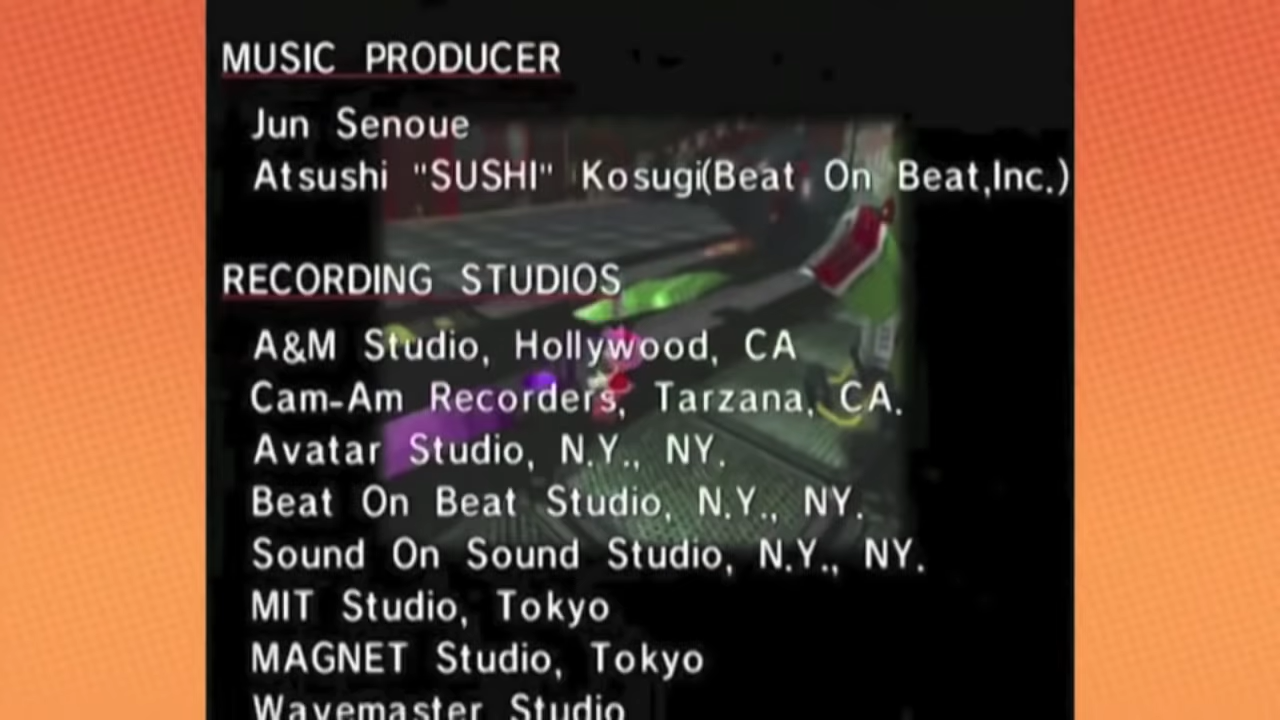 MUSIC PRODUCER
Jun Senoue
Atsushi "SUSHI" Kosugi(Beat On Beat,Inc.)
RECORDING STUDIOS
A&M Studio, Hollywood, CA
Cam-Am Recorders, Tarzana, CA.
Avatar Studio, N.Y., NY.
Beat On Beat Studio, N.Y., NY.
Sound On Sound Studio, N.Y., NY.
MIT Studio, Tokyo
MAGNET Studio, Tokyo
Wavemaster Studio